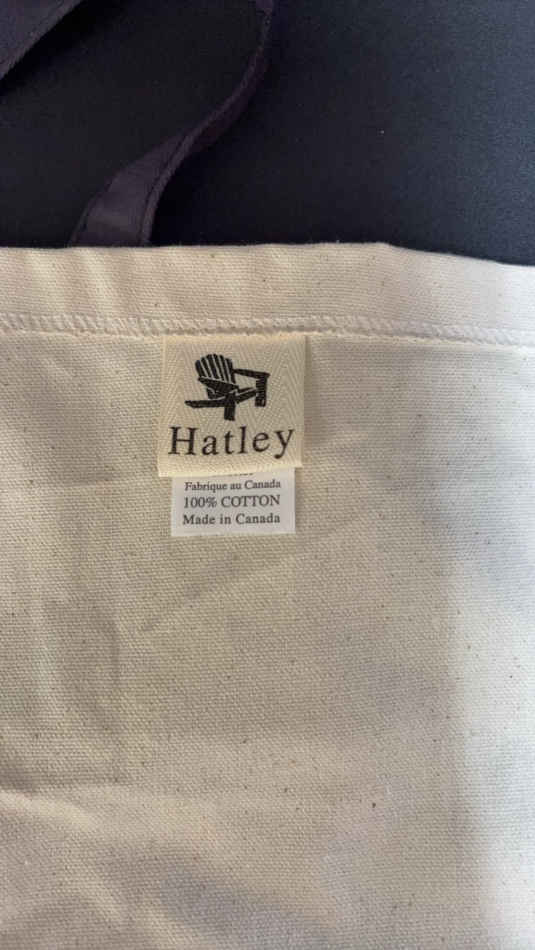 Hatley
Fabrique au Canada
100% COTTON
Made in Canada